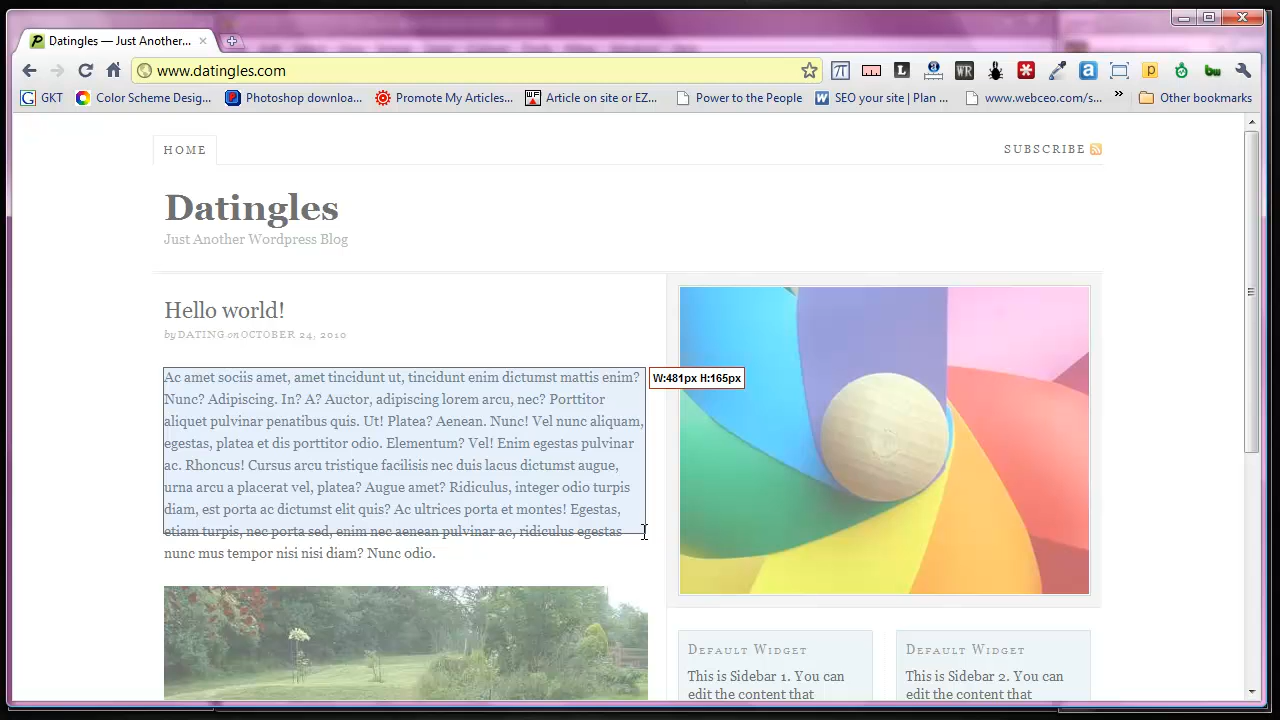 Datingles — Just Another...
www.datingles.com
GKT
Color Scheme Desig...
Photoshop downloa...
Promote My Articles...
Article on site or EZ...
Power to the People
SEO your site | Plan ...
www.webceo.com/s...
»
Other bookmarks
HOME
SUBSCRIBE
Datingles
Just Another Wordpress Blog
Hello world!
by DATING on OCTOBER 24, 2010
Ac amet sociis amet, amet tincidunt ut, tincidunt enim dictumst mattis enim?
Nunc? Adipiscing. In? A? Auctor, adipiscing lorem arcu, nec? Porttitor
aliquet pulvinar penatibus quis. Ut! Platea? Aenean. Nunc! Vel nunc aliquam,
egestas, platea et dis porttitor odio. Elementum? Vel! Enim egestas pulvinar
ac. Rhoncus! Cursus arcu tristique facilisis nec duis lacus dictumst augue,
urna arcu a placerat vel, platea? Augue amet? Ridiculus, integer odio turpis
diam, est porta ac dictumst elit quis? Ac ultrices porta et montes! Egestas,
etiam turpis, nec porta sed, enim nec aenean pulvinar ac, ridiculus egestas
nunc mus tempor nisi nisi diam? Nunc odio.
W:481px H:165px
DEFAULT WIDGET
This is Sidebar 1. You can
edit the content that
DEFAULT WIDGET
This is Sidebar 2. You can
edit the content that